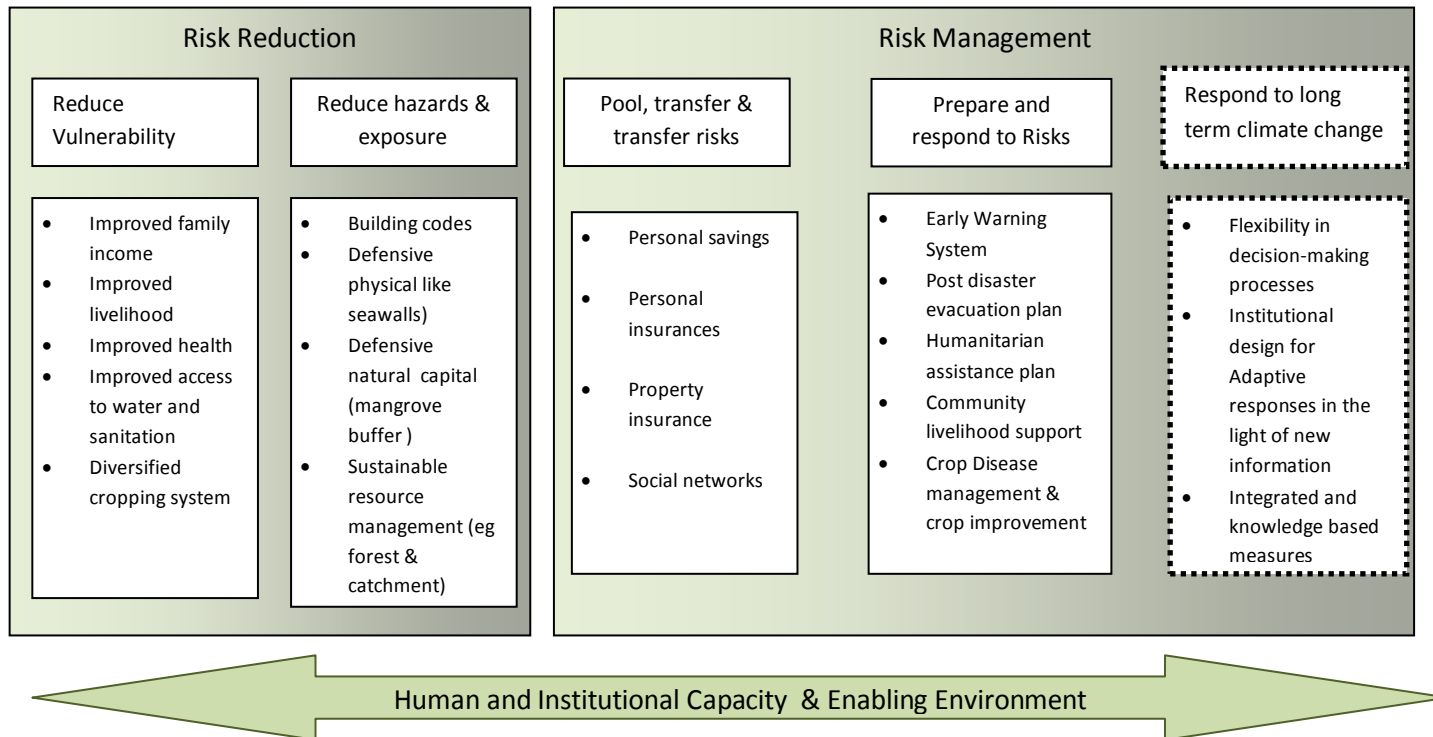 Risk Reduction
Reduce
Vulnerability
• Improved family
income
• Improved
livelihood
• Improved health
• Improved access
to water and
sanitation
• Diversified
cropping system
Reduce hazards &
exposure
• Building codes
• Defensive
physical like
seawalls)
• Defensive
natural capital
(mangrove
buffer )
• Sustainable
resource
management (eg
forest &
catchment)
Risk Management
Pool, transfer &
transfer risks
• Personal savings
• Personal
insurances
• Property
insurance
• Social networks
Prepare and
respond to Risks
• Early Warning
System
• Post disaster
evacuation plan
• Humanitarian
assistance plan
• Community
livelihood support
• Crop Disease
management &
crop improvement
Respond to long
term climate change
• Flexibility in
decision-making
processes
• Institutional
design for
Adaptive
responses in the
light of new
information
• Integrated and
knowledge based
measures
Human and Institutional Capacity & Enabling Environment